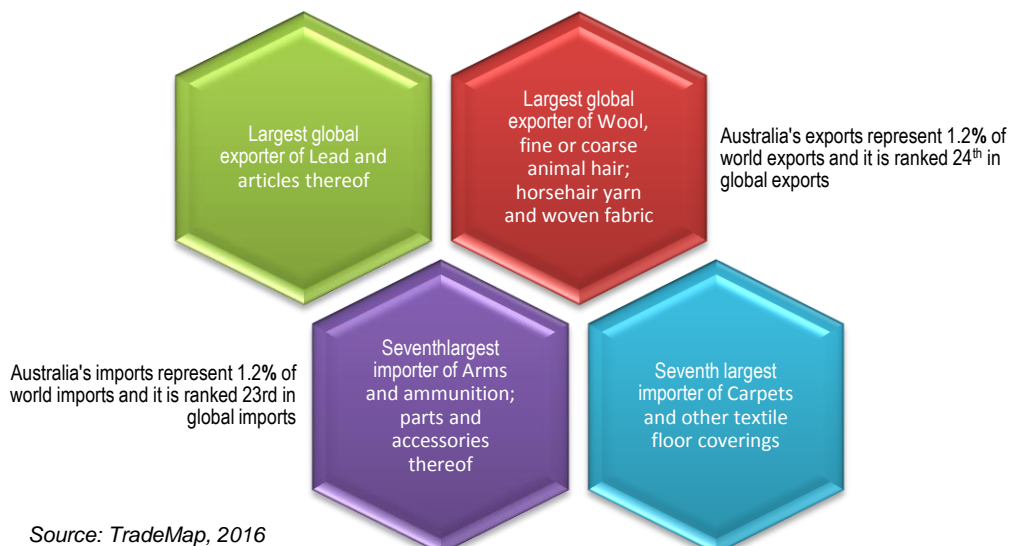 Largest global
exporter of Lead and
articles thereof
Largest global
exporter of Wool,
fine or coarse
animal hair;
horsehair yarn
and woven fabric
Australia's exports represent 1.2% of
world exports and it is ranked 24th in
global exports
Australia's imports represent 1.2% of
world imports and it is ranked 23rd in
global imports
Seventhlargest
importer of Arms
and ammunition;
parts and
accessories
thereof
Seventh largest
importer of Carpets
and other textile
floor coverings
Source: TradeMap, 2016